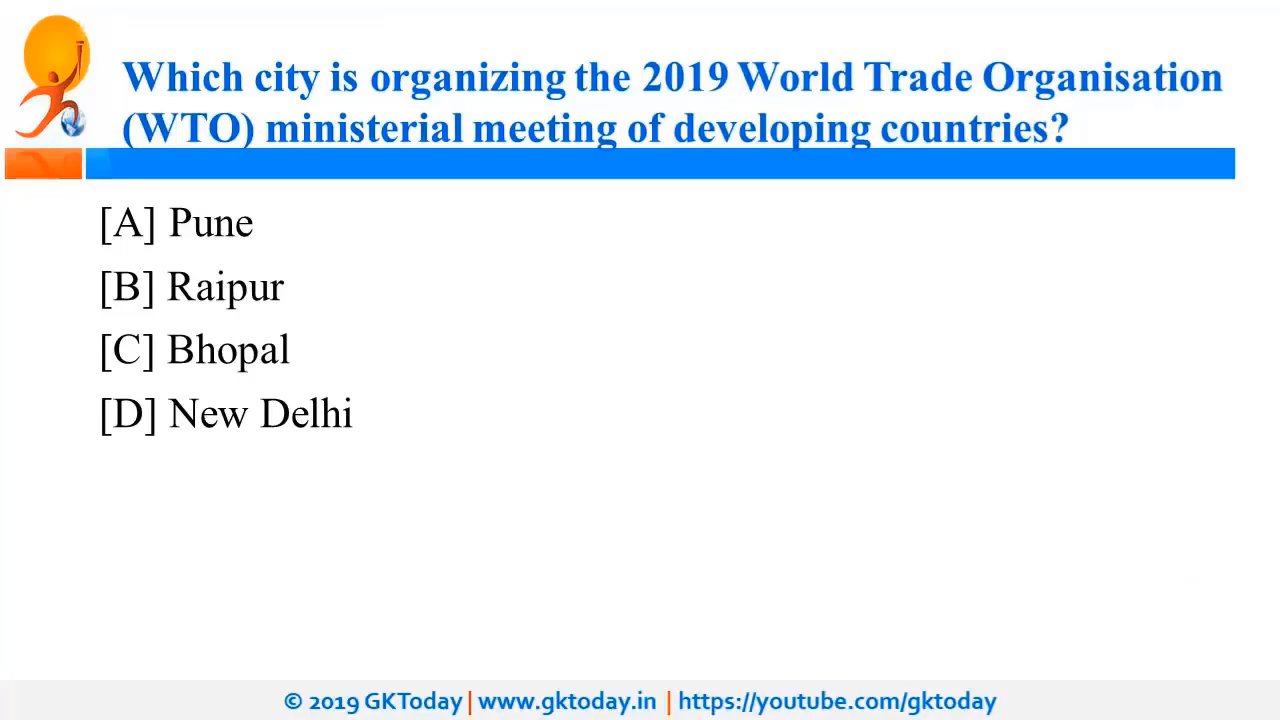 Which city is organizing the 2019 World Trade Organisation
(WTO) ministerial meeting of developing countries?
[A] Pune
[B] Raipur
[C] Bhopal
[D] New Delhi
© 2019 GKToday | www.gktoday.in | https://youtube.com/gktoday